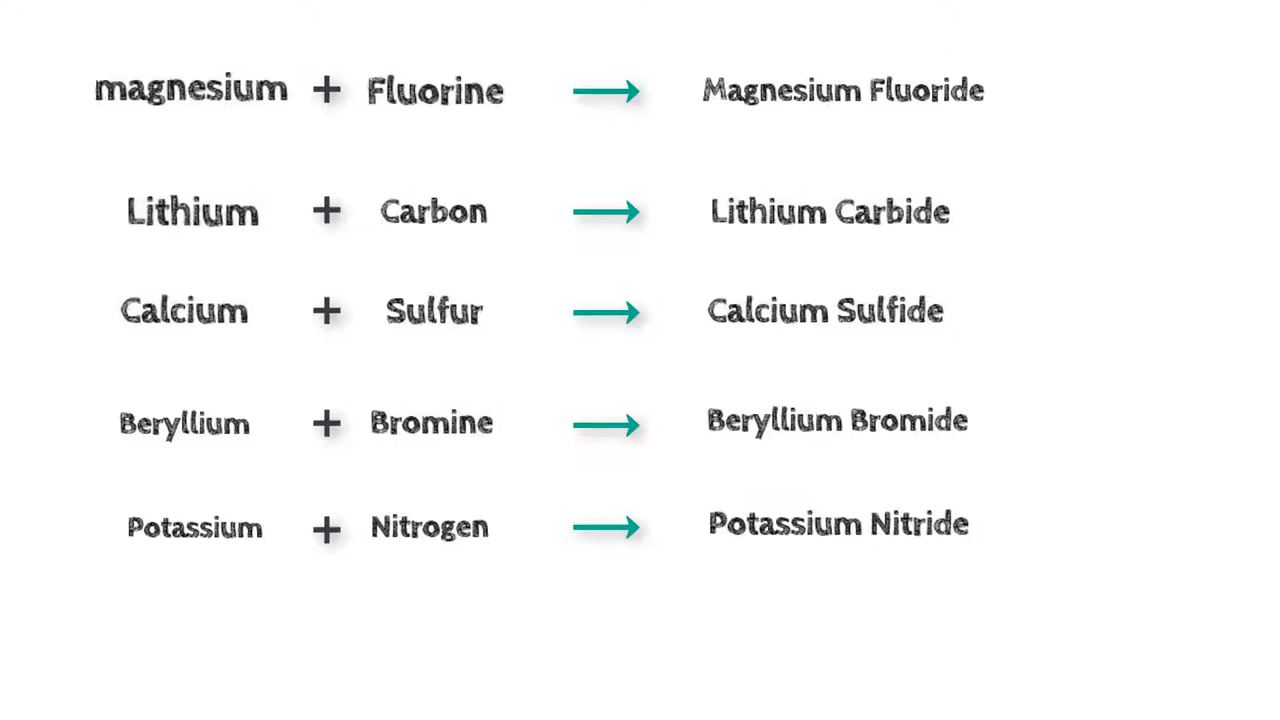 magnesium + Fluorine → Magnesium Fluoride
Lithium + Carbon → Lithium Carbide
Calcium + Sulfur → Calcium Sulfide
Beryllium + Bromine → Beryllium Bromide
Potassium + Nitrogen → Potassium Nitride